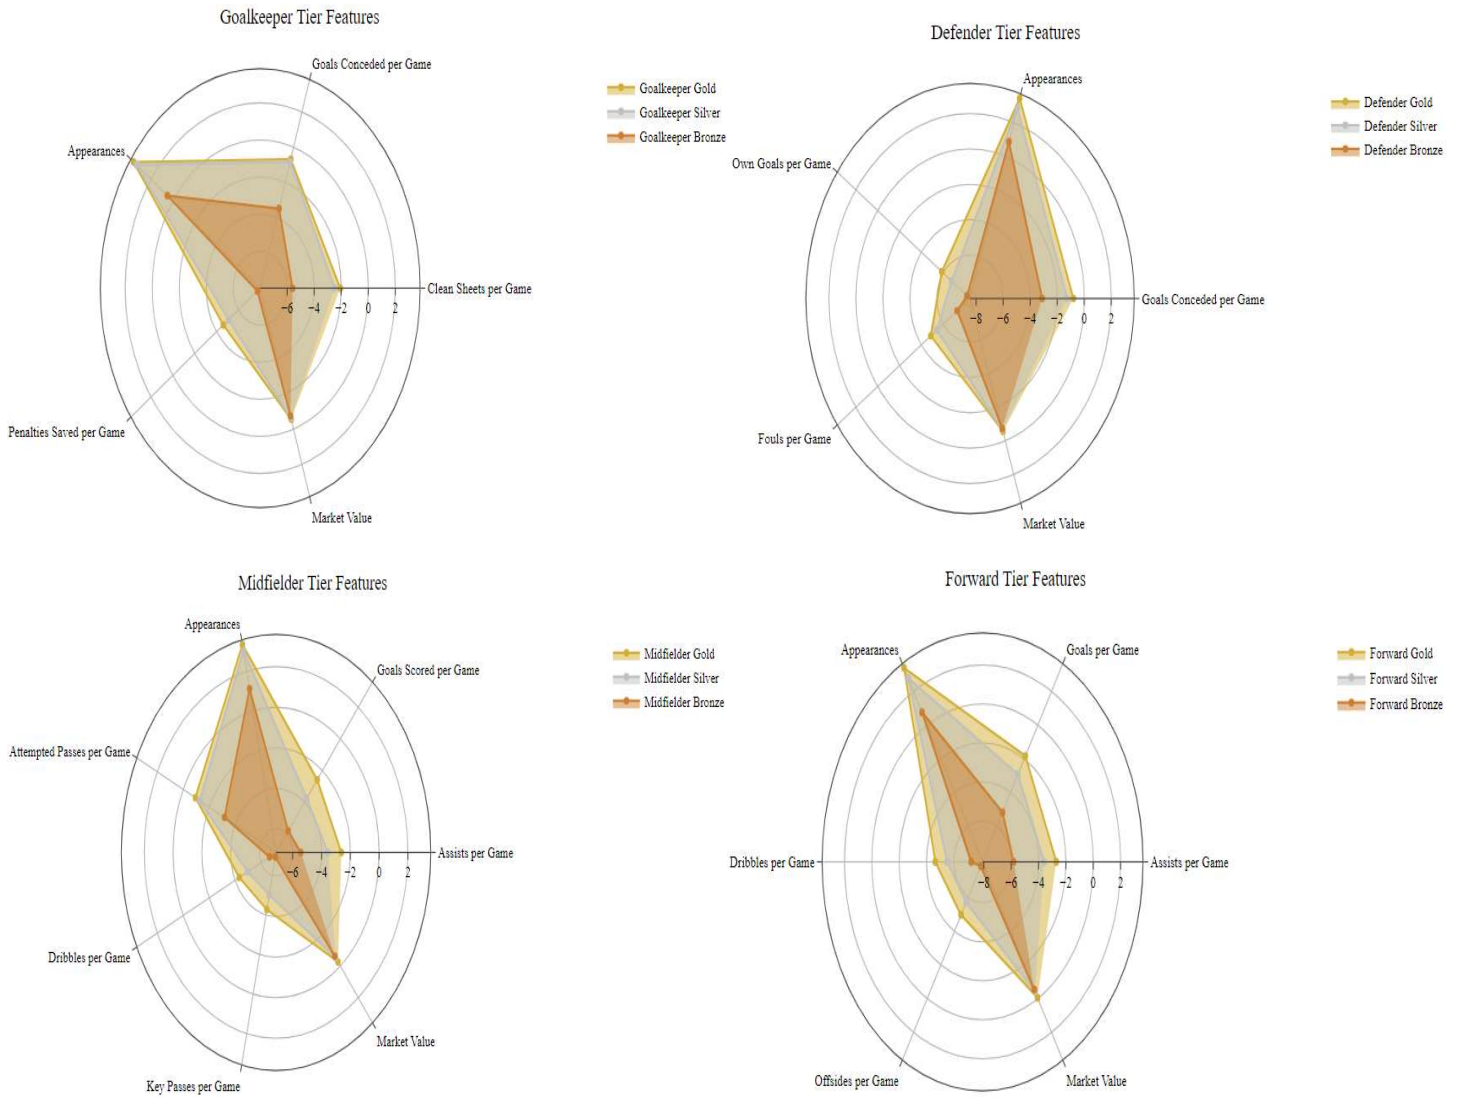 Goalkeeper Tier Features
Goals Conceded per Game
Appearances
Clean Sheets per Game
−6 −4 −2 0 2
Penalties Saved per Game
Market Value
Goalkeeper Gold
Goalkeeper Silver
Goalkeeper Bronze
Defender Tier Features
Appearances
Own Goals per Game
Goals Conceded per Game
−8 −6 −4 −2 0 2
Fouls per Game
Market Value
Defender Gold
Defender Silver
Defender Bronze
Midfielder Tier Features
Appearances
Goals Scored per Game
Attempted Passes per Game
Assists per Game
−6 −4 −2 0 2
Dribbles per Game
Market Value
Key Passes per Game
Midfielder Gold
Midfielder Silver
Midfielder Bronze
Forward Tier Features
Appearances
Goals per Game
Dribbles per Game
Assists per Game
−8 −6 −4 −2 0 2
Offsides per Game
Market Value
Forward Gold
Forward Silver
Forward Bronze